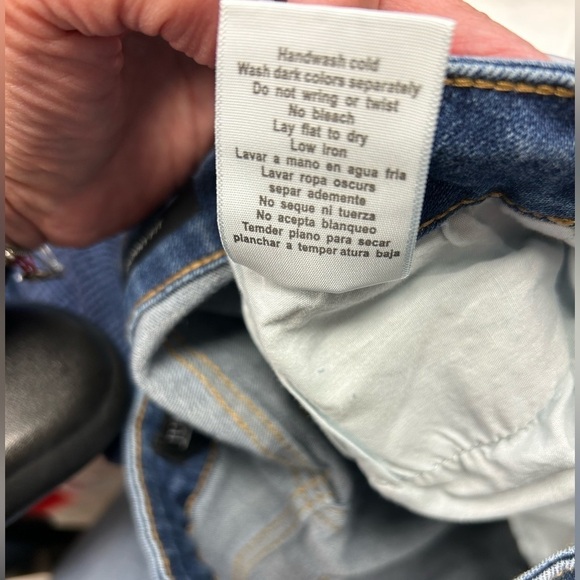 Handwash cold
Wash dark colors separately
Do not wring or twist
No bleach
Lay flat to dry
Low iron
Lavar a mano en agua fria
Lavar ropa oscurs
separ ademente
No seque ni tuerza
No acepta blanqueo
Temder plano para secar
planchar a temper atura baja